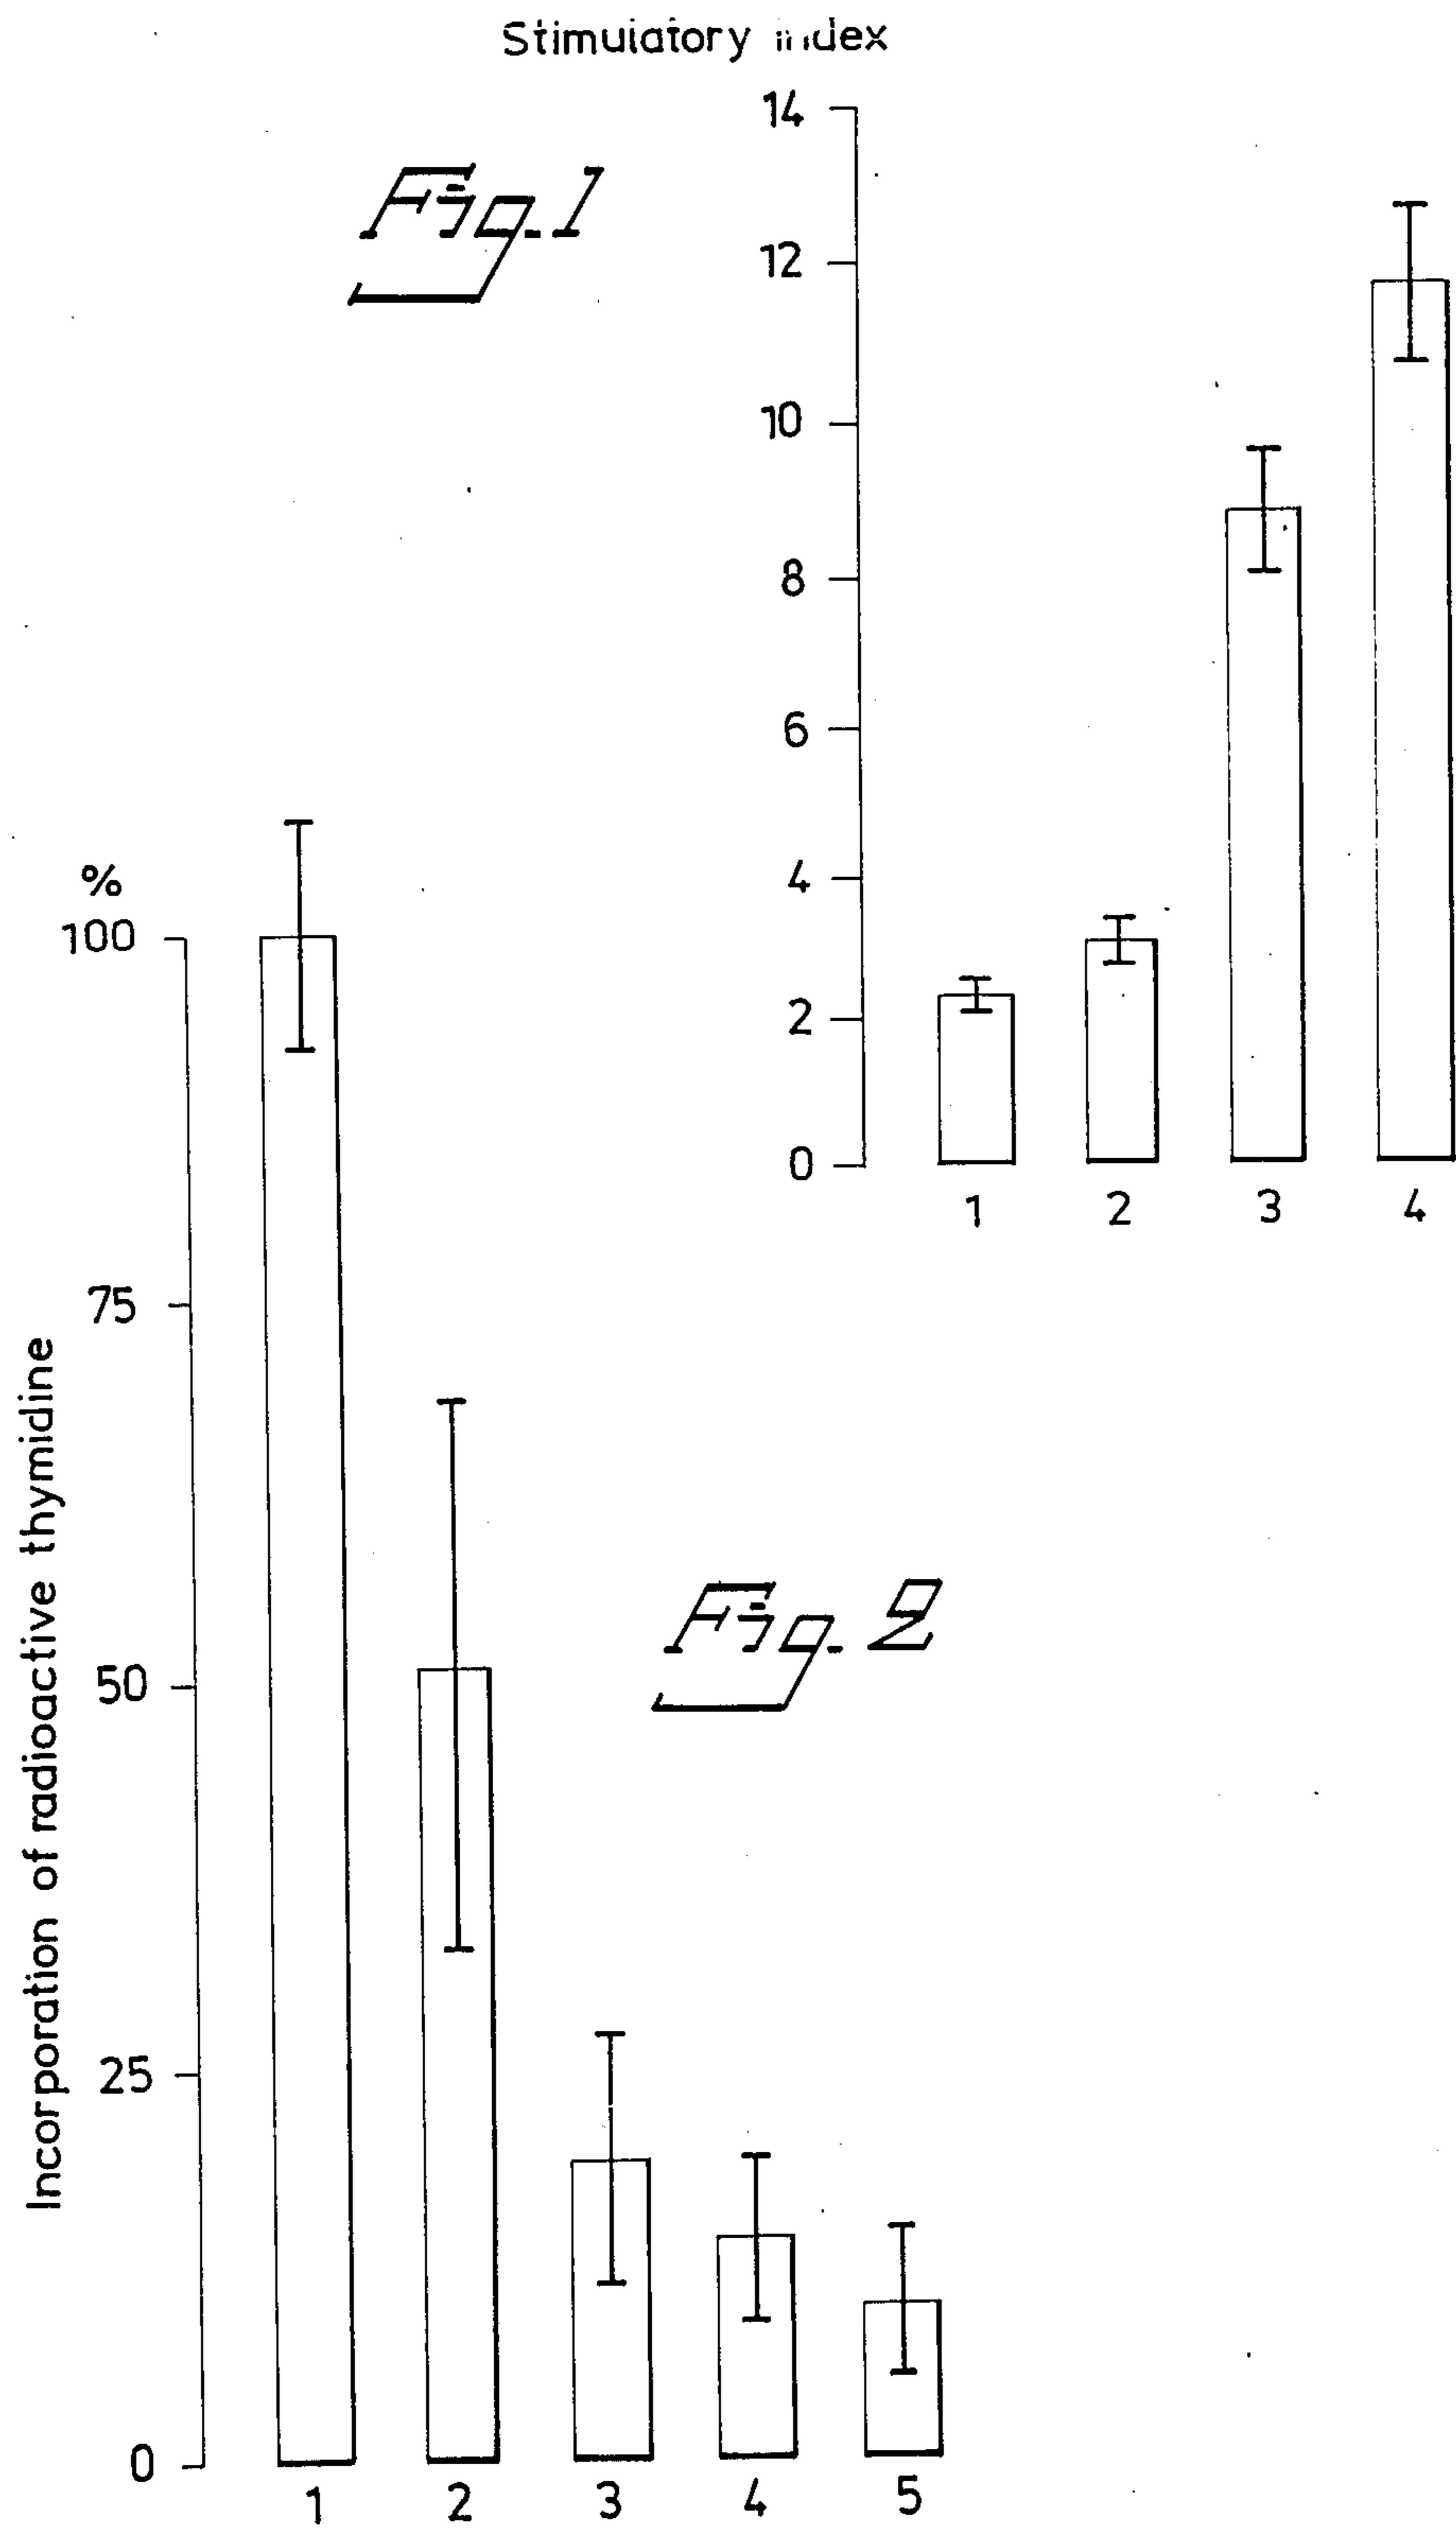 Stimulatory index
Fig. 1
14
12
10
8
6
4
2
0
1 2 3 4
%
100
75
50
25
0
Incorporation of radioactive thymidine
Fig. 2
1 2 3 4 5